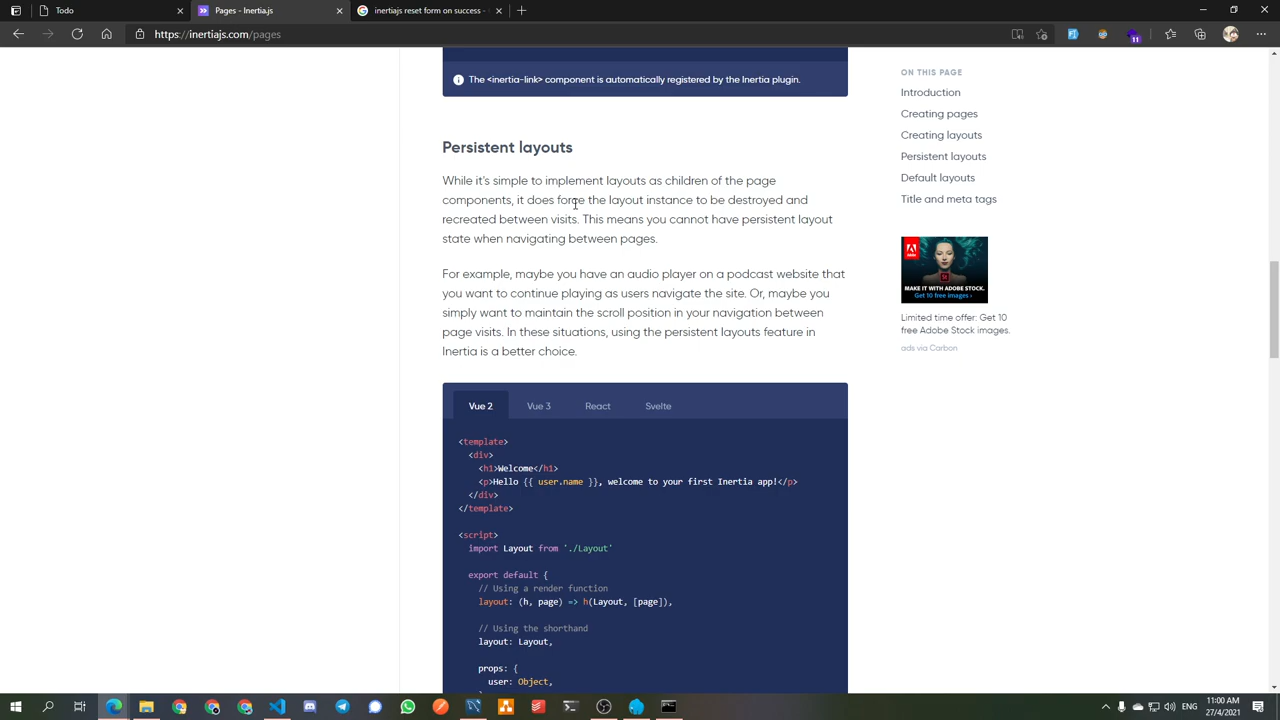 Todo
Pages - Inertiajs
inertiajs reset form on success -
https://inertiajs.com/pages
11
The <inertia-link> component is automatically registered by the Inertia plugin.
Persistent layouts
While it's simple to implement layouts as children of the page
components, it does force the layout instance to be destroyed and
recreated between visits. This means you cannot have persistent layout
state when navigating between pages.
For example, maybe you have an audio player on a podcast website that
you want to continue playing as users navigate the site. Or, maybe you
simply want to maintain the scroll position in your navigation between
page visits. In these situations, using the persistent layouts feature in
Inertia is a better choice.
Vue 2 Vue 3 React Svelte
<template>
<div>
<h1>Welcome</h1>
<p>Hello {{ user.name }}, welcome to your first Inertia app!</p>
</div>
</template>
<script>
import Layout from './Layout'
export default {
// Using a render function
layout: (h, page) => h(Layout, [page]),
// Using the shorthand
layout: Layout,
props: {
user: Object,
ON THIS PAGE
Introduction
Creating pages
Creating layouts
Persistent layouts
Default layouts
Title and meta tags
Adobe
MAKE IT WITH ADOBE STOCK.
Get 10 free images ›
Limited time offer: Get 10
free Adobe Stock images.
ads via Carbon
ENG
11:00 AM
27/4/2021